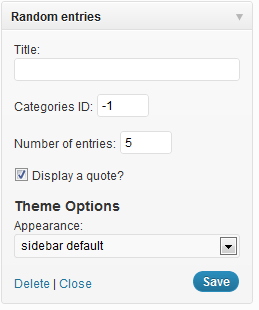 Random entries
Title:
Categories ID: -1
Number of entries: 5
Display a quote?
Theme Options
Appearance:
sidebar default
Delete | Close
Save